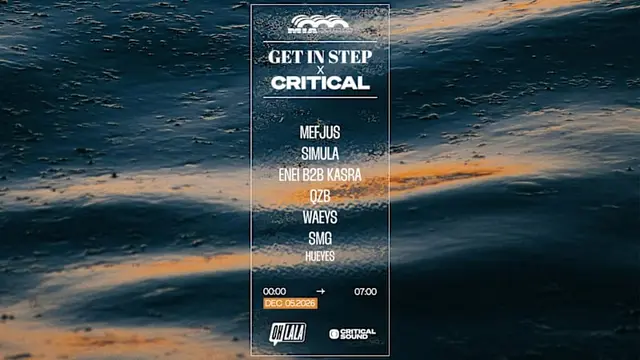 GET IN STEP
X
CRITICAL
MEFJUS
SIMULA
ENEI B2B KASRA
QZB
WAEYS
SMG
HUEYES
00:00 → 07:00
DEC 05.2026
OH LALA
CRITICAL SOUND